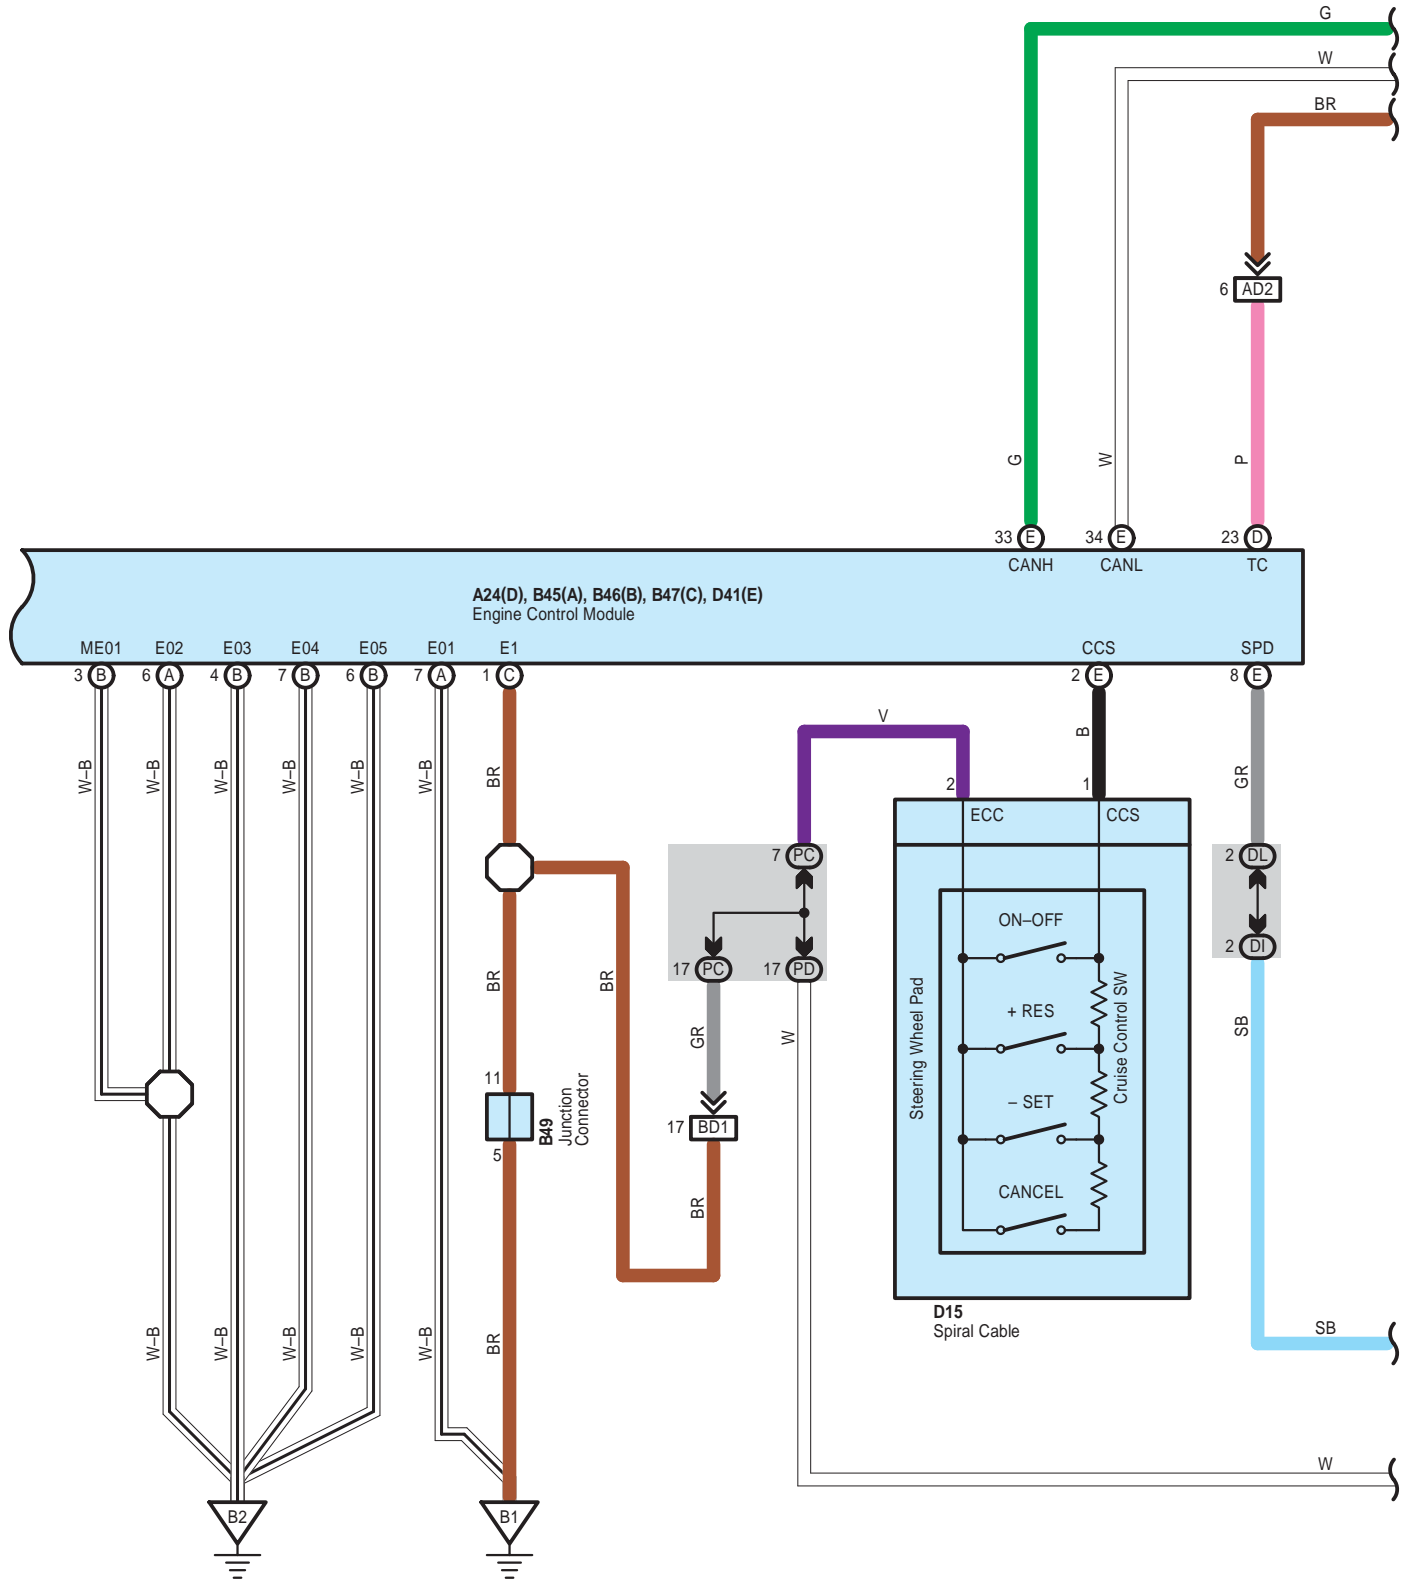 G
W
BR
6 AD2
G
W
P
33 E
34 E
23 D
CANH
CANL
TC
A24(D), B45(A), B46(B), B47(C), D41(E)
Engine Control Module
ME01
E02
E03
E04
E05
E01
E1
CCS
SPD
3 B
6 A
4 B
7 B
6 B
7 A
1 C
2 E
8 E
V
B
W–B
W–B
W–B
W–B
W–B
W–B
BR
GR
2
1
ECC
CCS
7 PC
2 DL
ON–OFF
2 DI
17 PC
17 PD
BR
BR
Steering Wheel Pad
Cruise Control SW
+ RES
GR
W
SB
11
B49
Junction
Connector
– SET
17 BD1
5
CANCEL
BR
D15
Spiral Cable
SB
W–B
W–B
W–B
W–B
W–B
BR
W
B2
B1